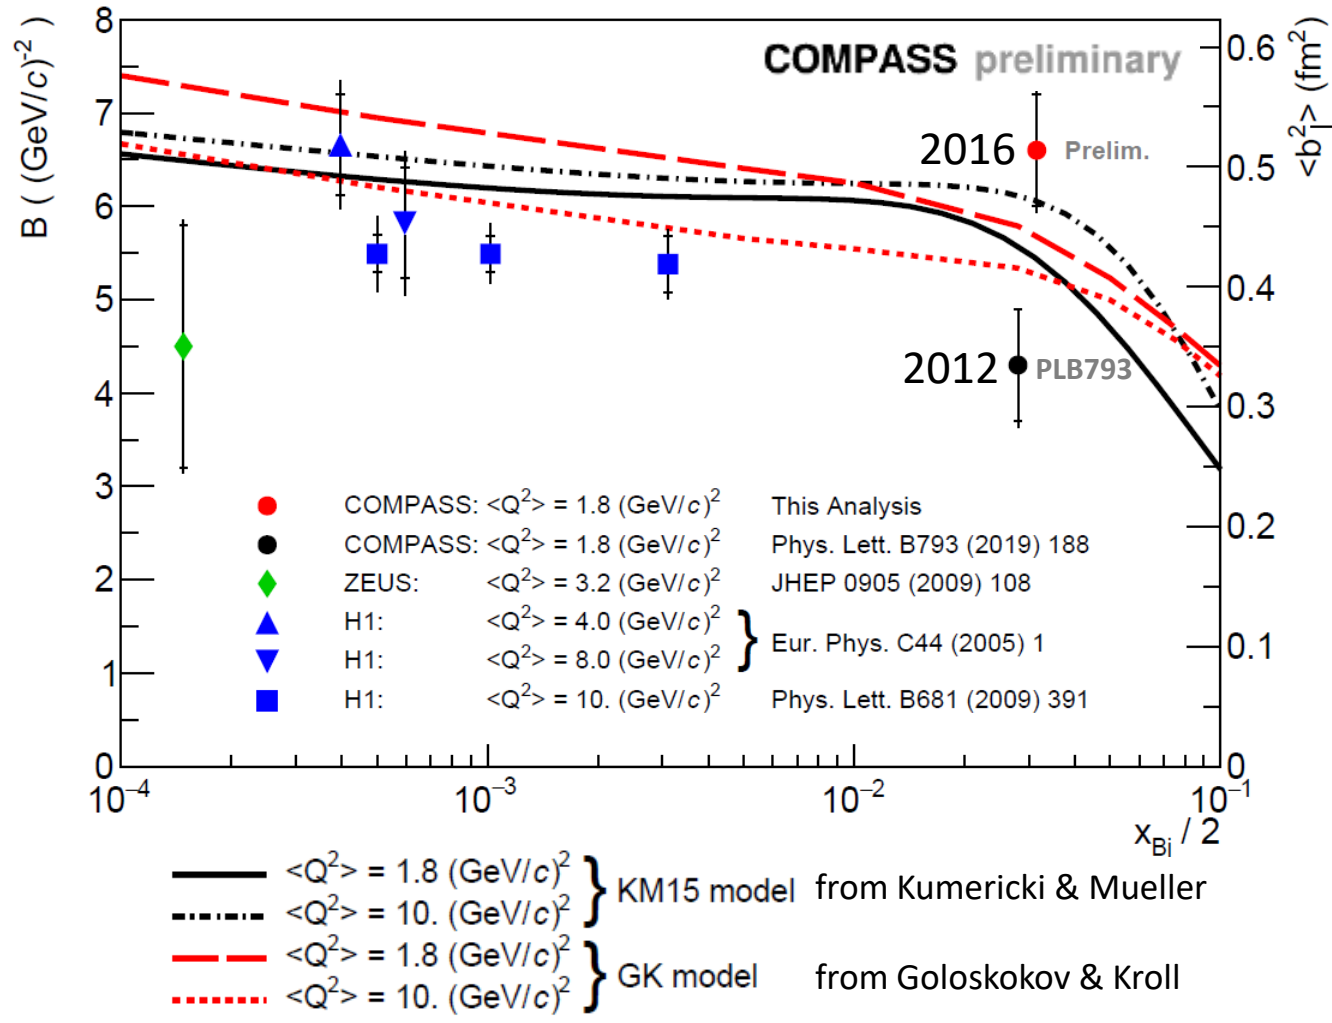 COMPASS preliminary
B ( (GeV/c)⁻²)
8
7
6
5
4
3
2
1
0
<b²⊥> (fm²)
0.6
0.5
0.4
0.3
0.2
0.1
0
2016 Prelim.
2012 PLB793
COMPASS: <Q²> = 1.8 (GeV/c)² This Analysis
COMPASS: <Q²> = 1.8 (GeV/c)² Phys. Lett. B793 (2019) 188
ZEUS: <Q²> = 3.2 (GeV/c)² JHEP 0905 (2009) 108
H1: <Q²> = 4.0 (GeV/c)²
H1: <Q²> = 8.0 (GeV/c)²
} Eur. Phys. C44 (2005) 1
H1: <Q²> = 10. (GeV/c)² Phys. Lett. B681 (2009) 391
10⁻⁴ 10⁻³ 10⁻² 10⁻¹
x_Bj / 2
<Q²> = 1.8 (GeV/c)²
<Q²> = 10. (GeV/c)²
} KM15 model from Kumericki & Mueller
<Q²> = 1.8 (GeV/c)²
<Q²> = 10. (GeV/c)²
} GK model from Goloskokov & Kroll